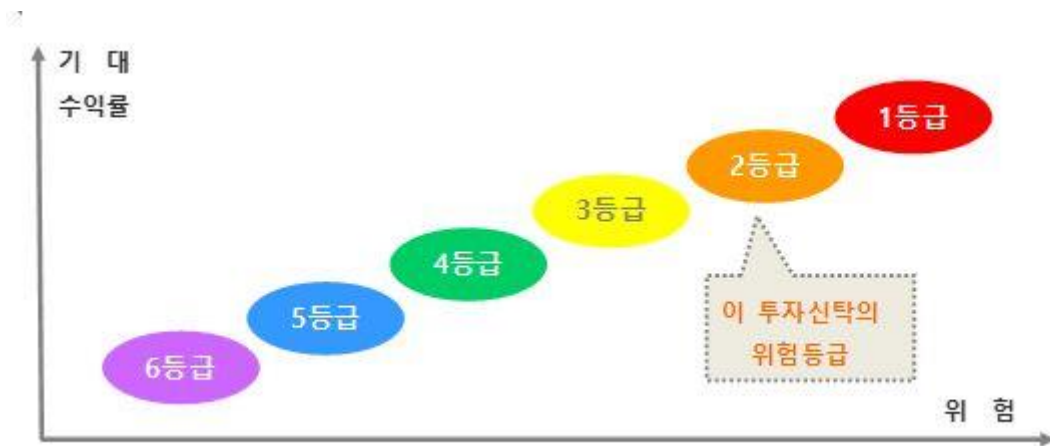 기 대
수익률
1등급
2등급
3등급
4등급
5등급
6등급
이 투자신탁의
위험등급
위 험